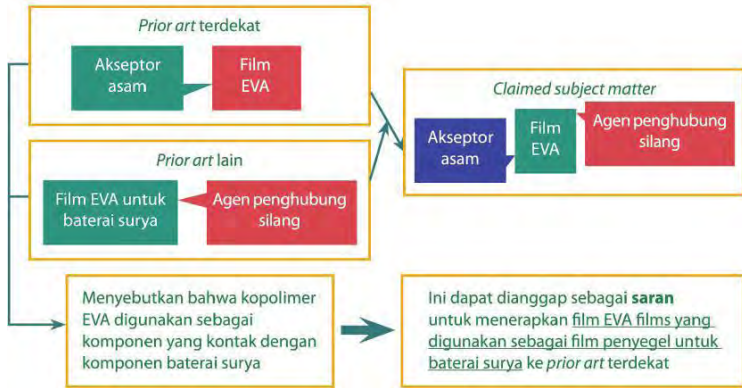 Prior art terdekat
Akseptor
asam
Film
EVA
Prior art lain
Film EVA untuk
baterai surya
Agen penghubung
silang
Claimed subject matter
Akseptor
asam
Film
EVA
Agen penghubung
silang
Menyebutkan bahwa kopolimer
EVA digunakan sebagai
komponen yang kontak dengan
komponen baterai surya
Ini dapat dianggap sebagai saran
untuk menerapkan film EVA films yang
digunakan sebagai film penyegel untuk
baterai surya ke prior art terdekat